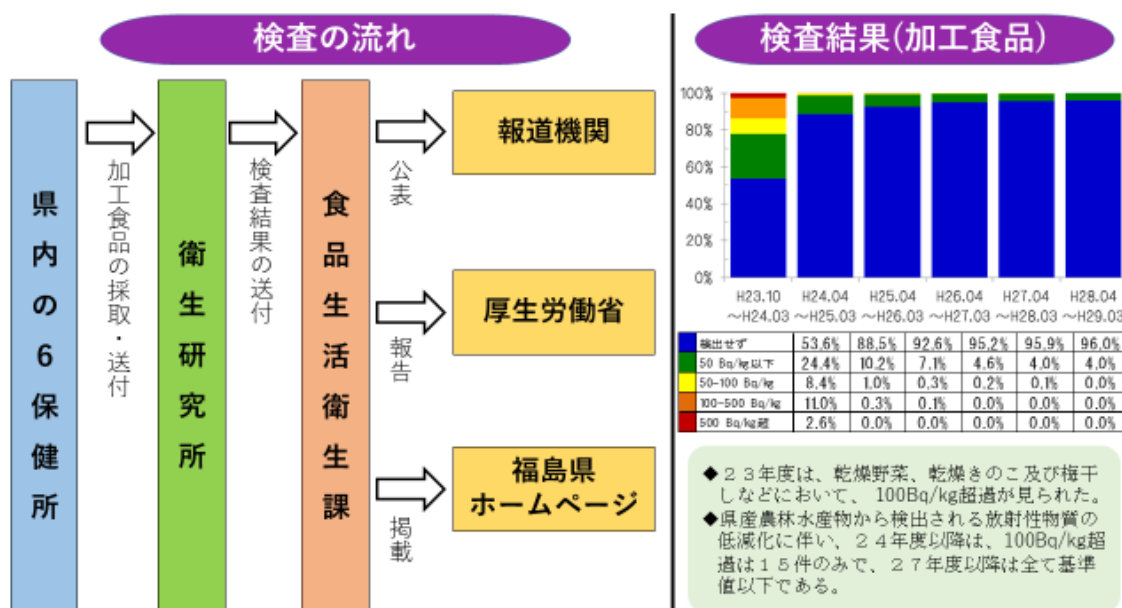 検査の流れ
県内の6保健所
加工食品の採取・送付
衛生研究所
検査結果の送付
食品生活衛生課
公表
報道機関
報告
厚生労働省
掲載
福島県
ホームページ
検査結果(加工食品)
100%
80%
60%
40%
20%
0%
H23.10 H24.04 H25.04 H26.04 H27.04 H28.04
～H24.03 ～H25.03 ～H26.03 ～H27.03 ～H28.03 ～H29.03
検出せず 53.6% 88.5% 92.6% 95.2% 95.9% 96.0%
50 Bq/kg以下 24.4% 10.2% 7.1% 4.6% 4.0% 4.0%
50-100 Bq/kg 8.4% 1.0% 0.3% 0.2% 0.1% 0.0%
100-500 Bq/kg 11.0% 0.3% 0.1% 0.0% 0.0% 0.0%
500 Bq/kg超 2.6% 0.0% 0.0% 0.0% 0.0% 0.0%
◆２３年度は、乾燥野菜、乾燥きのこ及び梅干
しなどにおいて、 100Bq/kg超過が見られた。
◆県産農林水産物から検出される放射性物質の
低減化に伴い、２４年度以降は、100Bq/kg超
過は１５件のみで、２７年度以降は全て基準
値以下である。